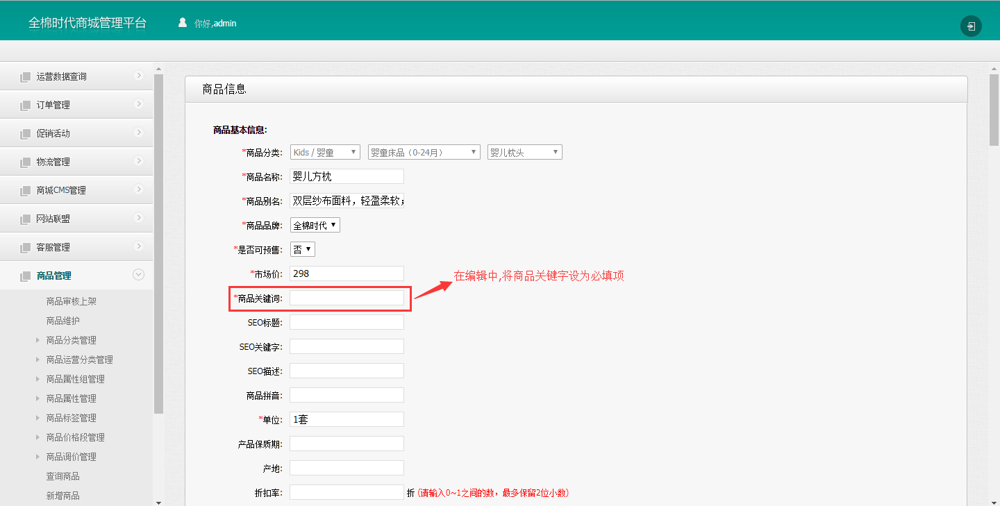 全棉时代商城管理平台
你好,admin
运营数据查询
订单管理
促销活动
物流管理
商城CMS管理
网站联盟
客服管理
商品管理
商品审核上架
商品维护
商品分类管理
商品运营分类管理
商品属性组管理
商品属性管理
商品标签管理
商品价格段管理
商品调价管理
查询商品
新增商品
商品信息
商品基本信息:
*商品分类: Kids / 婴童 婴童床品（0-24月） 婴儿枕头
*商品名称: 婴儿方枕
*商品别名: 双层纱布面料，轻盈柔软；
*商品品牌: 全棉时代
*是否可预售: 否
*市场价: 298
在编辑中,将商品关键字设为必填项
*商品关键词:
SEO标题:
SEO关键字:
SEO描述:
商品拼音:
*单位: 1套
产品保质期:
产地:
折扣率: 折 (请输入0~1之间的数，最多保留2位小数)